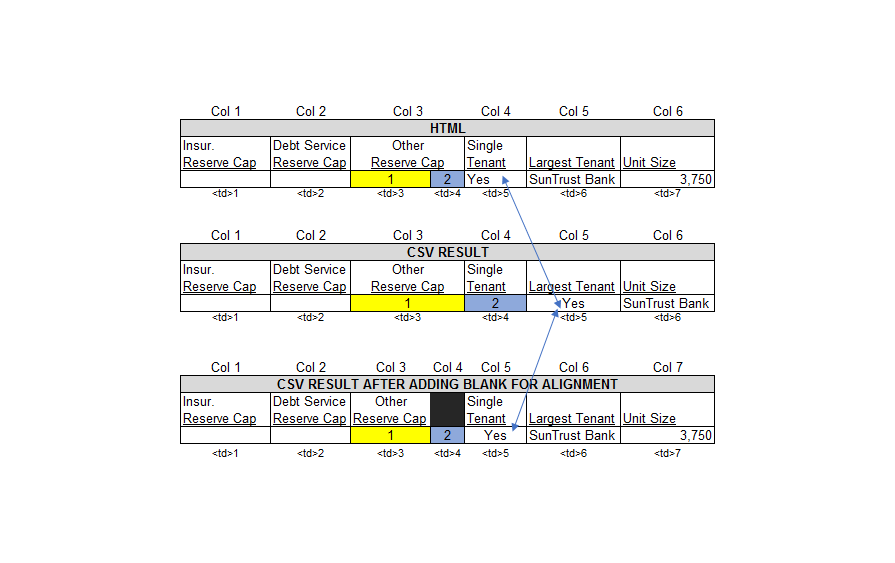 Col 1 Col 2 Col 3 Col 4 Col 5 Col 6
HTML
Insur. Debt Service Other Single
Reserve Cap Reserve Cap Reserve Cap Tenant Largest Tenant Unit Size
1 2 Yes SunTrust Bank 3,750
<td>1 <td>2 <td>3 <td>4 <td>5 <td>6 <td>7
Col 1 Col 2 Col 3 Col 4 Col 5 Col 6
CSV RESULT
Insur. Debt Service Other Single
Reserve Cap Reserve Cap Reserve Cap Tenant Largest Tenant Unit Size
1 2 Yes SunTrust Bank
<td>1 <td>2 <td>3 <td>4 <td>5 <td>6
Col 1 Col 2 Col 3 Col 4 Col 5 Col 6 Col 7
CSV RESULT AFTER ADDING BLANK FOR ALIGNMENT
Insur. Debt Service Other Single
Reserve Cap Reserve Cap Reserve Cap Tenant Largest Tenant Unit Size
1 2 Yes SunTrust Bank 3,750
<td>1 <td>2 <td>3 <td>4 <td>5 <td>6 <td>7